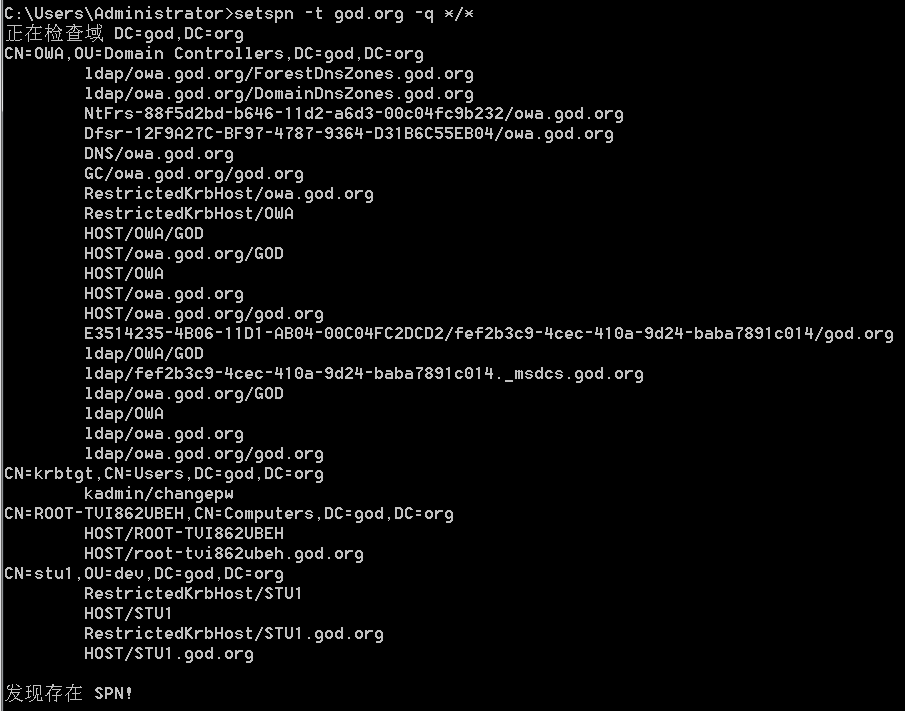 C:\Users\Administrator>setspn -t god.org -q */*
正在检查域 DC=god,DC=org
CN=OWA,OU=Domain Controllers,DC=god,DC=org
ldap/owa.god.org/ForestDnsZones.god.org
ldap/owa.god.org/DomainDnsZones.god.org
NtFrs-88f5d2bd-b646-11d2-a6d3-00c04fc9b232/owa.god.org
Dfsr-12F9A27C-BF97-4787-9364-D31B6C55EB04/owa.god.org
DNS/owa.god.org
GC/owa.god.org/god.org
RestrictedKrbHost/owa.god.org
RestrictedKrbHost/OWA
HOST/OWA/GOD
HOST/owa.god.org/GOD
HOST/OWA
HOST/owa.god.org
HOST/owa.god.org/god.org
E3514235-4B06-11D1-AB04-00C04FC2DCD2/fef2b3c9-4cec-410a-9d24-baba7891c014/god.org
ldap/OWA/GOD
ldap/fef2b3c9-4cec-410a-9d24-baba7891c014._msdcs.god.org
ldap/owa.god.org/GOD
ldap/OWA
ldap/owa.god.org
ldap/owa.god.org/god.org
CN=krbtgt,CN=Users,DC=god,DC=org
kadmin/changepw
CN=ROOT-TVI862UBEH,CN=Computers,DC=god,DC=org
HOST/ROOT-TVI862UBEH
HOST/root-tvi862ubeh.god.org
CN=stu1,OU=dev,DC=god,DC=org
RestrictedKrbHost/STU1
HOST/STU1
RestrictedKrbHost/STU1.god.org
HOST/STU1.god.org
发现存在 SPN!